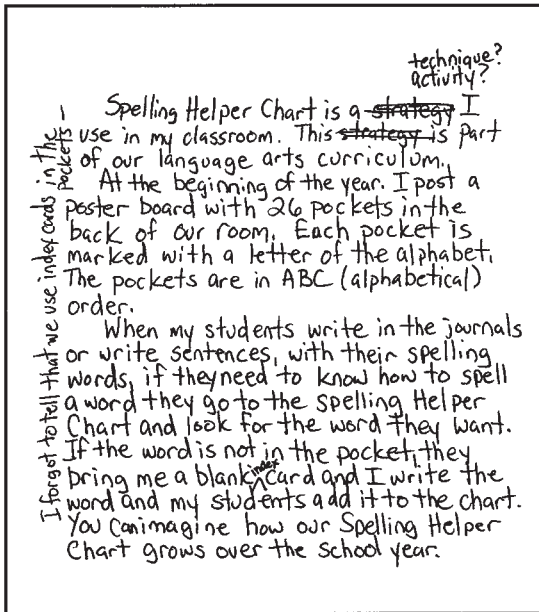 technique?
activity?
Spelling Helper Chart is a strategy I
use in my classroom. This strategy is part
of our language arts curriculum.
At the beginning of the year. I post a
poster board with 26 pockets in the
back of our room. Each pocket is
marked with a letter of the alphabet.
The pockets are in ABC (alphabetical)
order.
When my students write in the journals
or write sentences, with their spelling
words, if they need to know how to spell
a word they go to the spelling Helper
Chart and look for the word they want.
If the word is not in the pocket, they
bring me a blank index card and I write the
word and my students add it to the chart.
You can imagine how our Spelling Helper
Chart grows over the school year.
I forgot to tell that we use index cards in the
pockets –